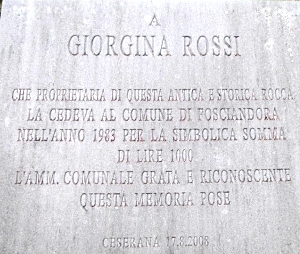 A
GIORGINA ROSSI
CHE PROPRIETARIA DI QUESTA ANTICA E STORICA ROCCA
LA CEDEVA AL COMUNE DI FOSCIANDORA
NELL'ANNO 1983 PER LA SIMBOLICA SOMMA
DI LIRE 1000
L'AMM. COMUNALE GRATA E RICONOSCENTE
QUESTA MEMORIA POSE
CESERANA 17.8.2008